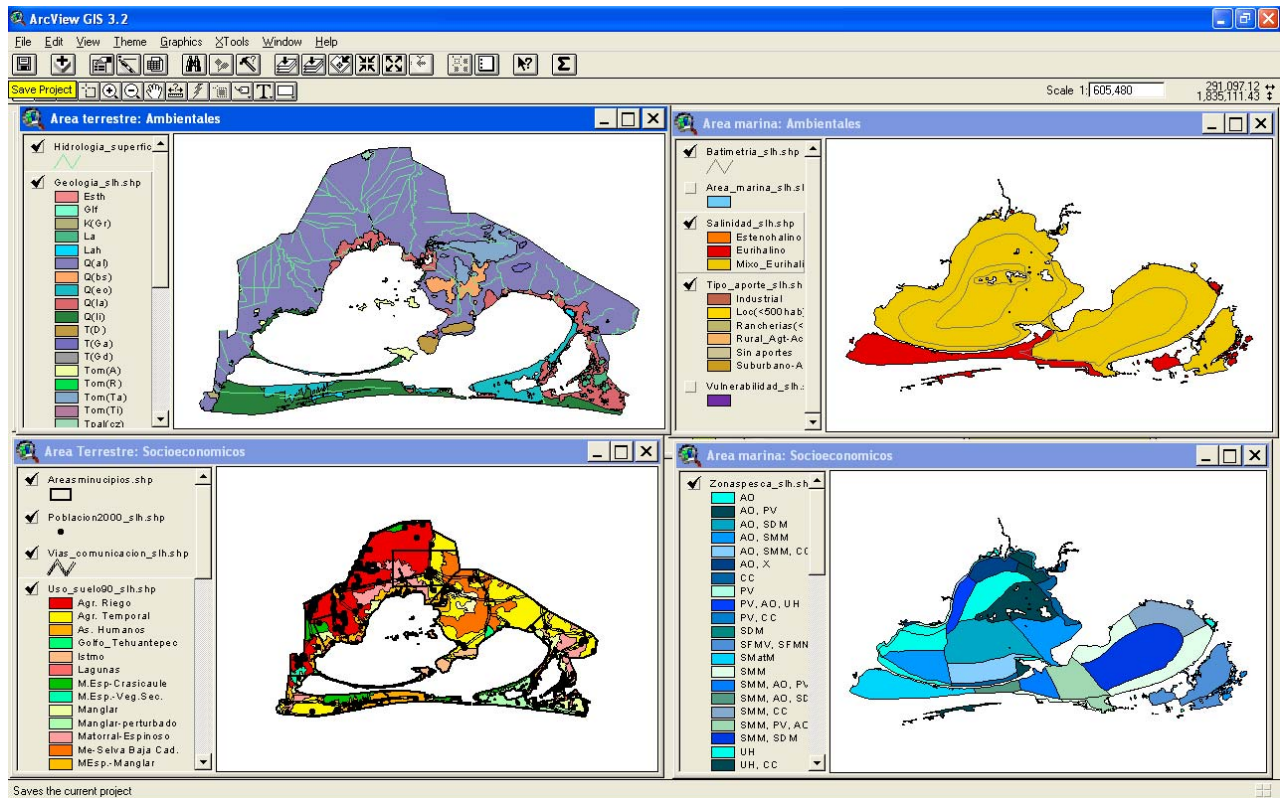 ArcView GIS 3.2
File Edit View Theme Graphics XTools Window Help
Save Project
Scale 1: 605,480
291,097.12
1,835,111.43
Area terrestre: Ambientales
Hidrologia_superfic
Geologia_slh.shp
Esth
Glf
K(Gr)
La
Lah
Q(al)
Q(bs)
Q(eo)
Q(la)
Q(li)
T(D)
T(Ga)
T(Gd)
Tom(A)
Tom(R)
Tom(Ta)
Tom(Ti)
Tpal(cz)
Area marina: Ambientales
Batimetria_slh.shp
Area_marina_slh.sl
Salinidad_slh.shp
Estenohalino
Eurihalino
Mixo_Eurihali
Tipo_aporte_slh.sh
Industrial
Loc(<500hab)
Rancherias(<
Rural_Agt-Ac
Sin aportes
Suburbano-A
Vulnerabilidad_slh.:
Area Terrestre: Socioeconomicos
Areasminucipios.shp
Poblacion2000_slh.shp
Vias_comunicacion_slh.shp
Uso_suelo90_slh.shp
Agr. Riego
Agr. Temporal
As. Humanos
Golfo_Tehuantepec
Istmo
Lagunas
M.Esp-Crasicaule
M.Esp.-Veg.Sec.
Manglar
Manglar-perturbado
Matorral-Espinoso
Me-Selva Baja Cad.
MEsp.-Manglar
Area marina: Socioeconomicos
Zonaspesca_slh.sh
AO
AO, PV
AO, SDM
AO, SMM
AO, SMM, CC
AO, X
CC
PV
PV, AO, UH
PV, CC
SDM
SFMV, SFMN
SMatM
SMM
SMM, AO, PV
SMM, AO, SD
SMM, CC
SMM, PV, AC
SMM, SDM
UH
UH, CC
Saves the current project